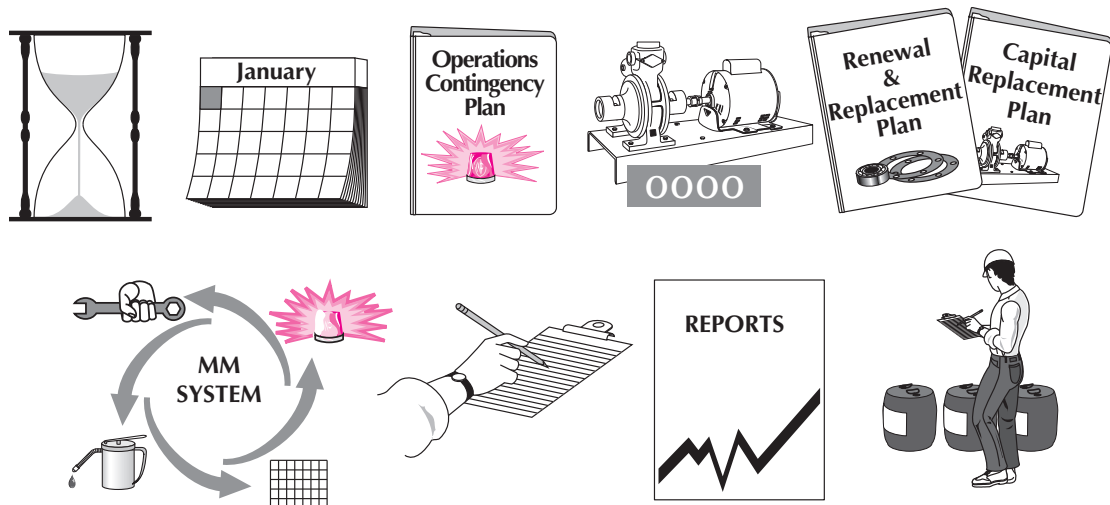 January
Operations
Contingency
Plan
0000
Renewal
&
Replacement
Plan
Capital
Replacement
Plan
MM
SYSTEM
REPORTS